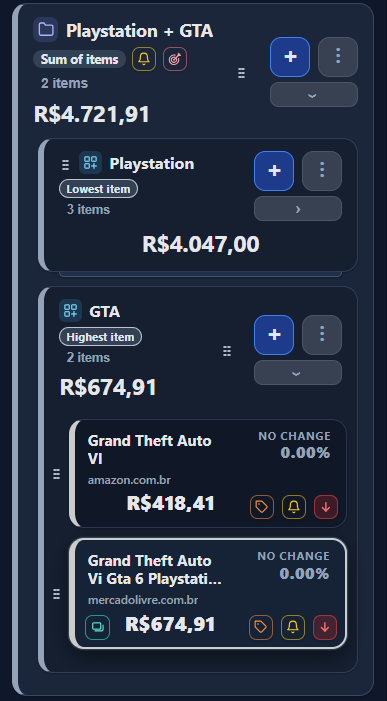 Playstation + GTA
Sum of items
2 items
R$4.721,91
Playstation
Lowest item
3 items
R$4.047,00
GTA
Highest item
2 items
R$674,91
Grand Theft Auto
VI
NO CHANGE
0.00%
amazon.com.br
R$418,41
Grand Theft Auto
Vi Gta 6 Playstati...
NO CHANGE
0.00%
mercadolivre.com.br
R$674,91